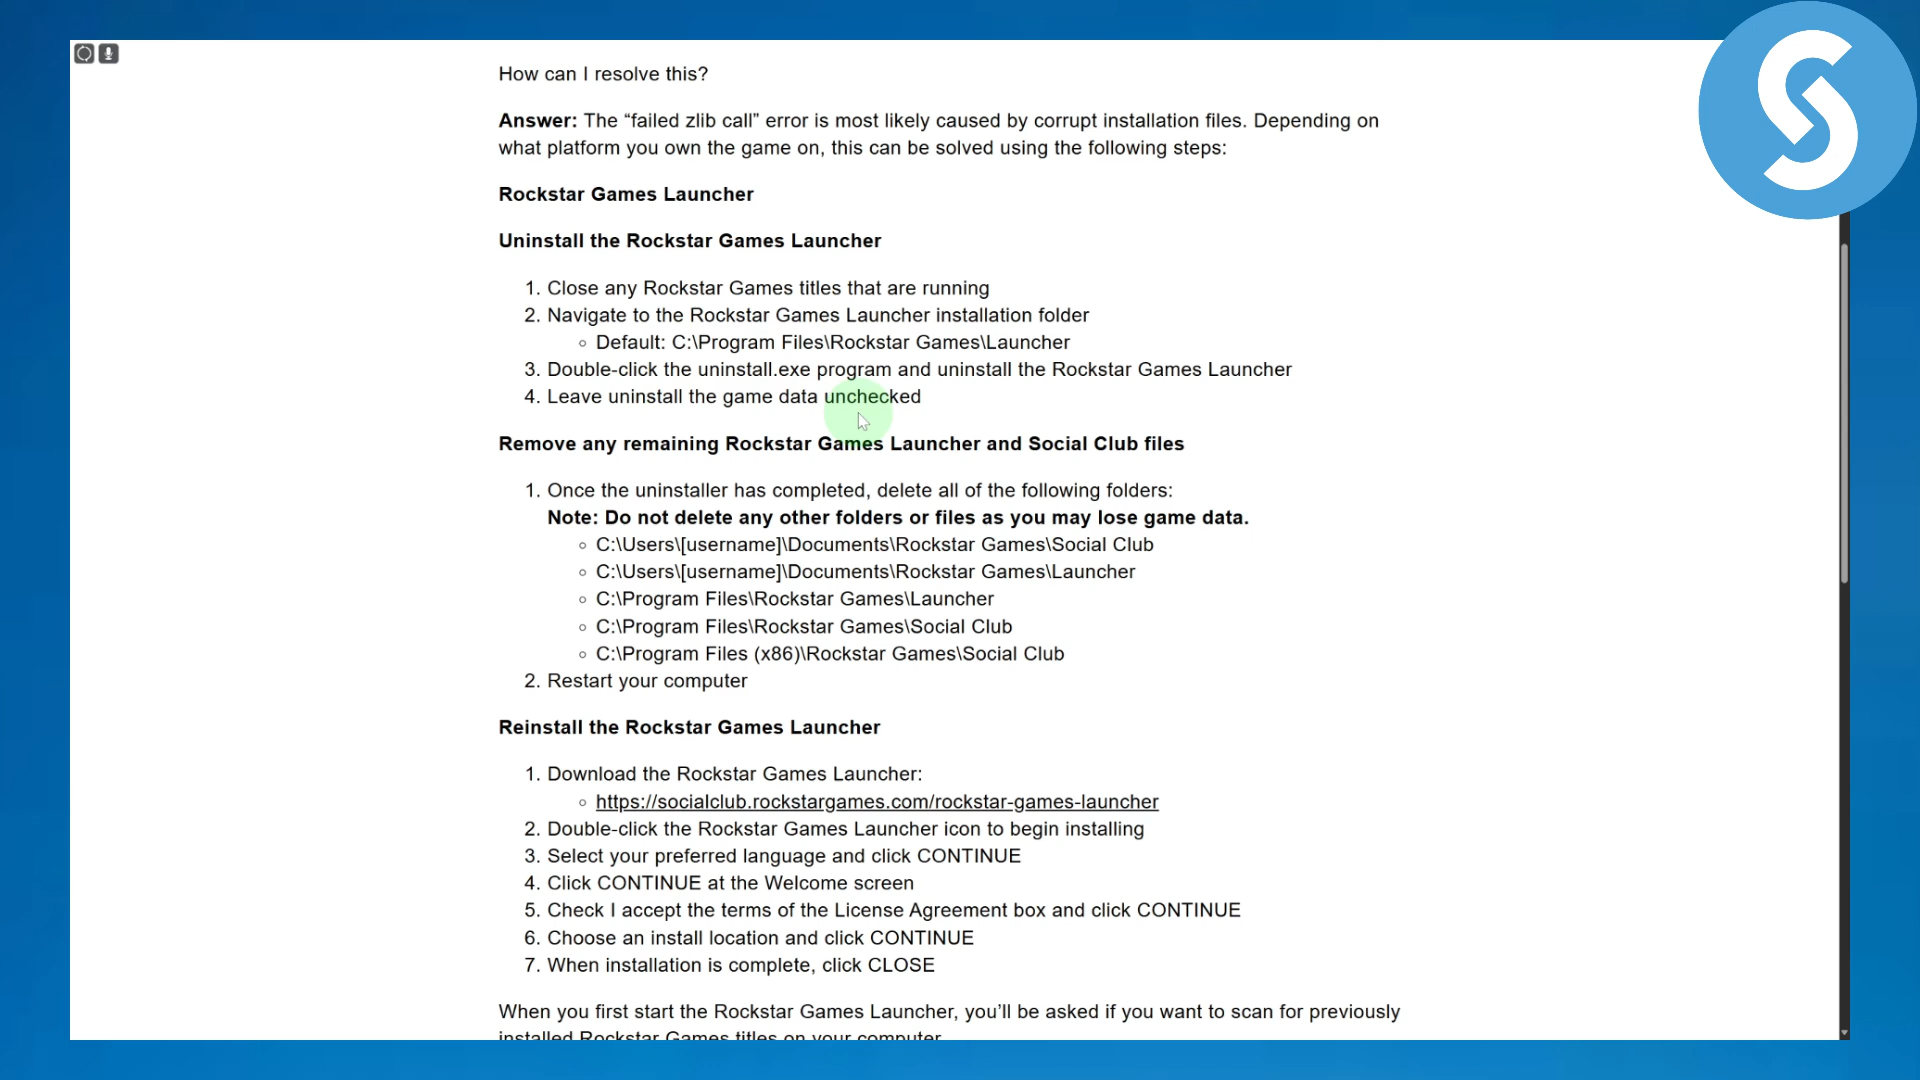 How can I resolve this?
Answer: The “failed zlib call” error is most likely caused by corrupt installation files. Depending on
what platform you own the game on, this can be solved using the following steps:
Rockstar Games Launcher
Uninstall the Rockstar Games Launcher
1. Close any Rockstar Games titles that are running
2. Navigate to the Rockstar Games Launcher installation folder
◦ Default: C:\Program Files\Rockstar Games\Launcher
3. Double-click the uninstall.exe program and uninstall the Rockstar Games Launcher
4. Leave uninstall the game data unchecked
Remove any remaining Rockstar Games Launcher and Social Club files
1. Once the uninstaller has completed, delete all of the following folders:
Note: Do not delete any other folders or files as you may lose game data.
◦ C:\Users\[username]\Documents\Rockstar Games\Social Club
◦ C:\Users\[username]\Documents\Rockstar Games\Launcher
◦ C:\Program Files\Rockstar Games\Launcher
◦ C:\Program Files\Rockstar Games\Social Club
◦ C:\Program Files (x86)\Rockstar Games\Social Club
2. Restart your computer
Reinstall the Rockstar Games Launcher
1. Download the Rockstar Games Launcher:
◦ https://socialclub.rockstargames.com/rockstar-games-launcher
2. Double-click the Rockstar Games Launcher icon to begin installing
3. Select your preferred language and click CONTINUE
4. Click CONTINUE at the Welcome screen
5. Check I accept the terms of the License Agreement box and click CONTINUE
6. Choose an install location and click CONTINUE
7. When installation is complete, click CLOSE
When you first start the Rockstar Games Launcher, you’ll be asked if you want to scan for previously
installed Rockstar Games titles on your computer